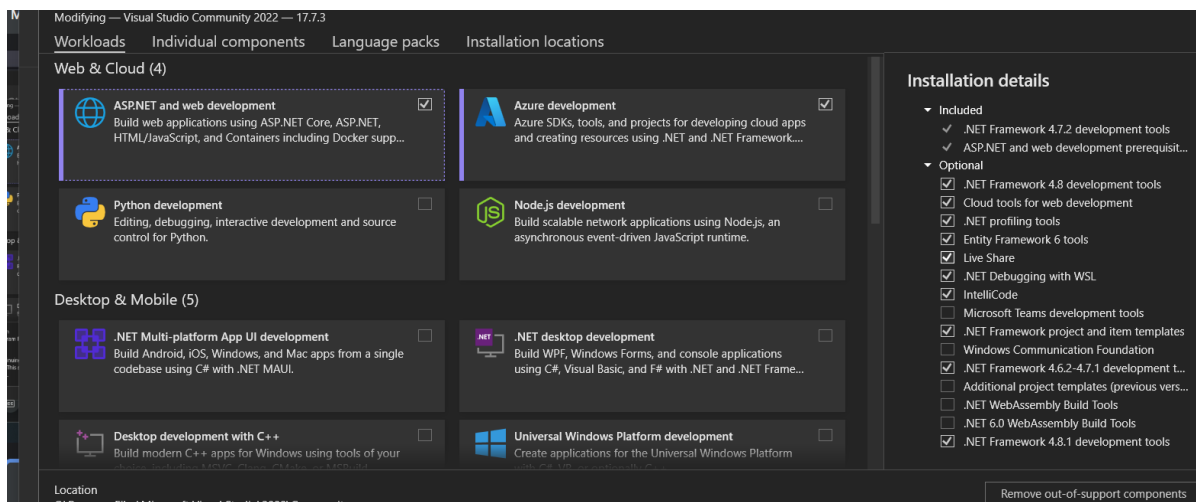 Modifying — Visual Studio Community 2022 — 17.7.3
Workloads Individual components Language packs Installation locations
Web & Cloud (4)
ASP.NET and web development
Build web applications using ASP.NET Core, ASP.NET,
HTML/JavaScript, and Containers including Docker supp...
Azure development
Azure SDKs, tools, and projects for developing cloud apps
and creating resources using .NET and .NET Framework....
Python development
Editing, debugging, interactive development and source
control for Python.
Node.js development
Build scalable network applications using Node.js, an
asynchronous event-driven JavaScript runtime.
Desktop & Mobile (5)
.NET Multi-platform App UI development
Build Android, iOS, Windows, and Mac apps from a single
codebase using C# with .NET MAUI.
.NET desktop development
Build WPF, Windows Forms, and console applications
using C#, Visual Basic, and F# with .NET and .NET Frame...
Desktop development with C++
Build modern C++ apps for Windows using tools of your
choice, including MSVC, Clang, CMake, or MSBuild.
Universal Windows Platform development
Create applications for the Universal Windows Platform
with C#, VB, or optionally C++.
Location
Installation details
Included
.NET Framework 4.7.2 development tools
ASP.NET and web development prerequisit...
Optional
.NET Framework 4.8 development tools
Cloud tools for web development
.NET profiling tools
Entity Framework 6 tools
Live Share
.NET Debugging with WSL
IntelliCode
Microsoft Teams development tools
.NET Framework project and item templates
Windows Communication Foundation
.NET Framework 4.6.2-4.7.1 development t...
Additional project templates (previous vers...
.NET WebAssembly Build Tools
.NET 6.0 WebAssembly Build Tools
.NET Framework 4.8.1 development tools
Remove out-of-support components